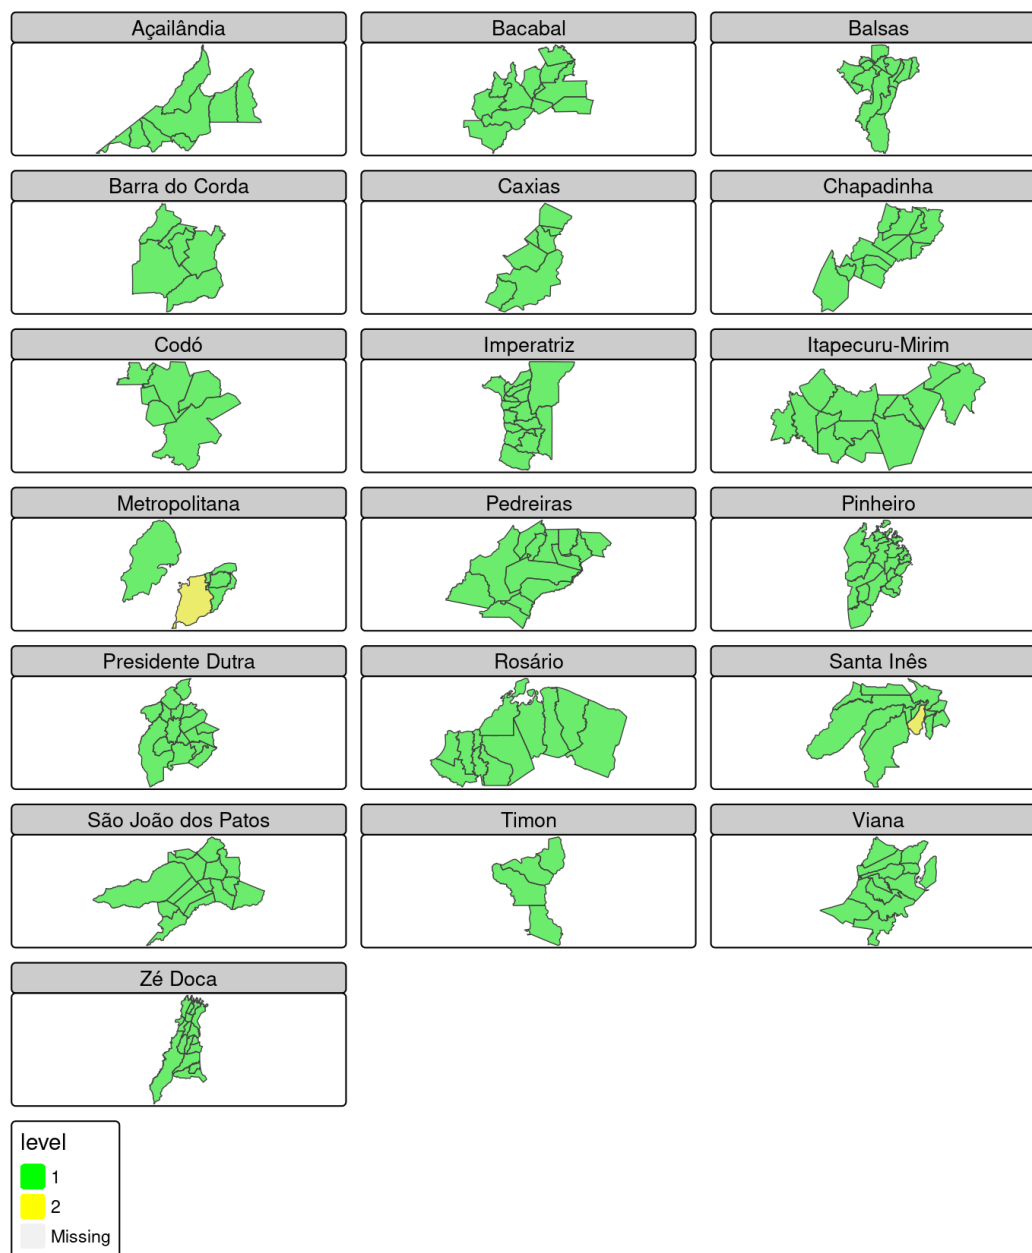 Açailândia
Bacabal
Balsas
Barra do Corda
Caxias
Chapadinha
Codó
Imperatriz
Itapecuru-Mirim
Metropolitana
Pedreiras
Pinheiro
Presidente Dutra
Rosário
Santa Inês
São João dos Patos
Timon
Viana
Zé Doca
level
1
2
Missing